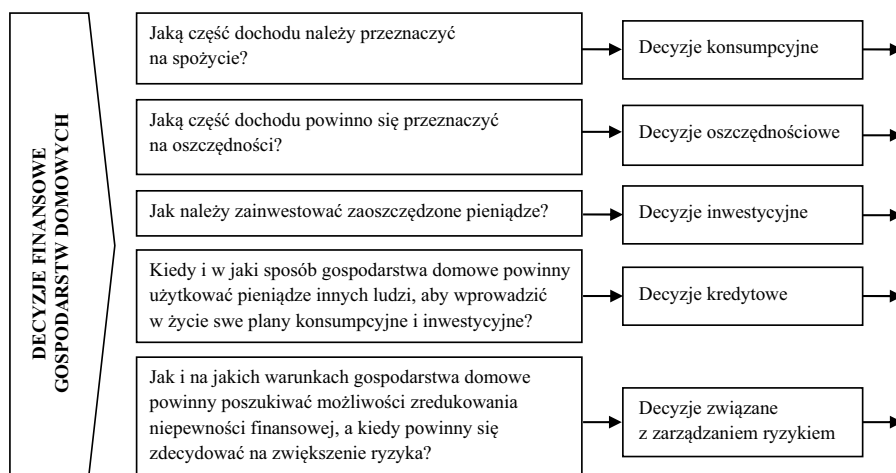 DECYZJE FINANSOWE
GOSPODARSTW DOMOWYCH
Jaką część dochodu należy przeznaczyć
na spożycie?
Decyzje konsumpcyjne
Jaką część dochodu powinno się przeznaczyć
na oszczędności?
Decyzje oszczędnościowe
Jak należy zainwestować zaoszczędzone pieniądze?
Decyzje inwestycyjne
Kiedy i w jaki sposób gospodarstwa domowe powinny
użytkować pieniądze innych ludzi, aby wprowadzić
w życie swe plany konsumpcyjne i inwestycyjne?
Decyzje kredytowe
Jak i na jakich warunkach gospodarstwa domowe
powinny poszukiwać możliwości zredukowania
niepewności finansowej, a kiedy powinny się
zdecydować na zwiększenie ryzyka?
Decyzje związane
z zarządzaniem ryzykiem